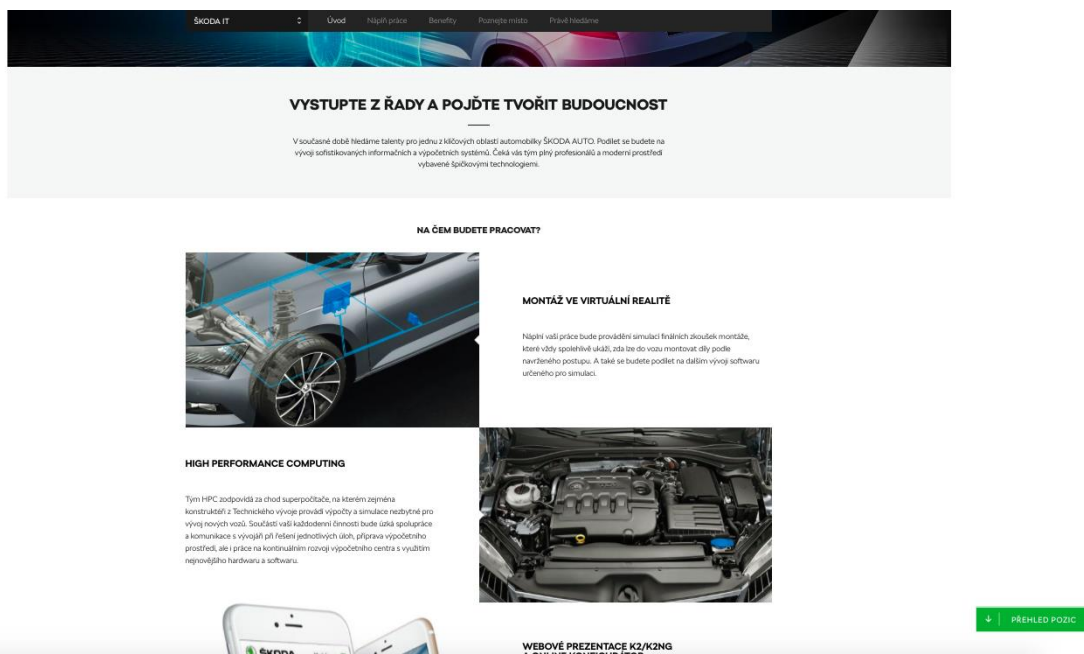 ŠKODA IT
Úvod
Náplň práce
Benefity
Poznejte místo
Právě hledáme
VYSTUPTE Z ŘADY A POJĎTE TVOŘIT BUDOUCNOST
V současné době hledáme talenty pro jednu z klíčových oblastí automobilky ŠKODA AUTO. Podílet se budete na
vývoji sofistikovaných informačních a výpočetních systémů. Čeká vás tým plný profesionálů a moderní prostředí
vybavené špičkovými technologiemi.
NA ČEM BUDETE PRACOVAT?
MONTÁŽ VE VIRTUÁLNÍ REALITĚ
Náplní vaší práce bude provádění simulací finálních zkoušek montáže,
které vždy spolehlivě ukáží, zda lze do vozu montovat díly podle
navrženého postupu. A také se budete podílet na dalším vývoji softwaru
určeného pro simulaci.
HIGH PERFORMANCE COMPUTING
Tým HPC zodpovídá za chod superpočítače, na kterém zejména
konstruktéři z Technického vývoje provádí výpočty a simulace nezbytné pro
vývoj nových vozů. Součástí vaší každodenní činnosti bude úzká spolupráce
a komunikace s vývojáři při řešení jednotlivých úloh, příprava výpočetního
prostředí, ale i práce na kontinuálním rozvoji výpočetního centra s využitím
nejnovějšího hardwaru a softwaru.
PŘEHLED POZIC
ŠKODA
WEBOVÉ PREZENTACE K2/K2NG